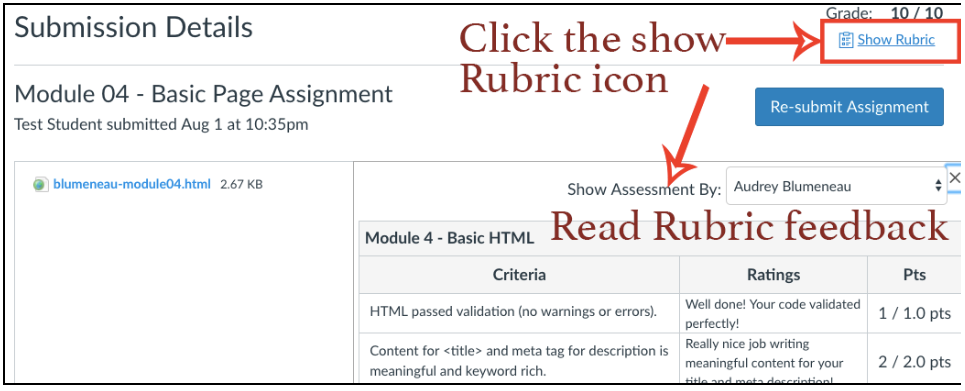 Submission Details
Grade: 10 / 10
Show Rubric
Click the show
Rubric icon
Module 04 - Basic Page Assignment
Re-submit Assignment
Test Student submitted Aug 1 at 10:35pm
blumeneau-module04.html 2.67 KB
Show Assessment By: Audrey Blumeneau
Read Rubric feedback
Module 4 - Basic HTML
Criteria Ratings Pts
HTML passed validation (no warnings or errors).
Well done! Your code validated
perfectly!
1 / 1.0 pts
Content for <title> and meta tag for description is
meaningful and keyword rich.
Really nice job writing
meaningful content for your
title and meta description!
2 / 2.0 pts